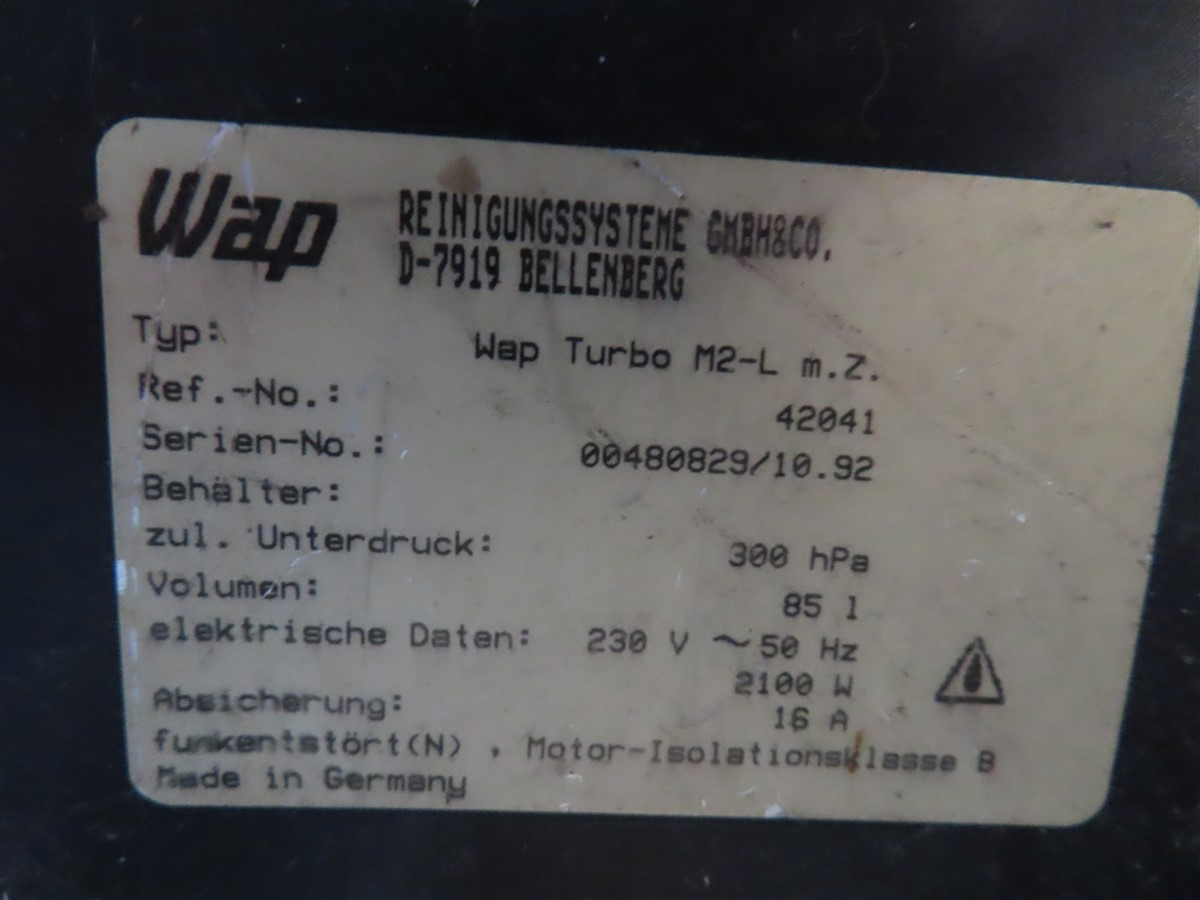 Wap
REINIGUNGSSYSTEME GMBH&CO.
D-7919 BELLENBERG
Typ: Wap Turbo M2-L m.Z.
Ref.-No.: 42041
Serien-No.: 00480829/10.92
Behälter:
zul. Unterdruck: 300 hPa
Volumen: 85 l
elektrische Daten: 230 V ~50 Hz
2100 W
Absicherung: 16 A
funkentstört(N) , Motor-Isolationsklasse B
Made in Germany